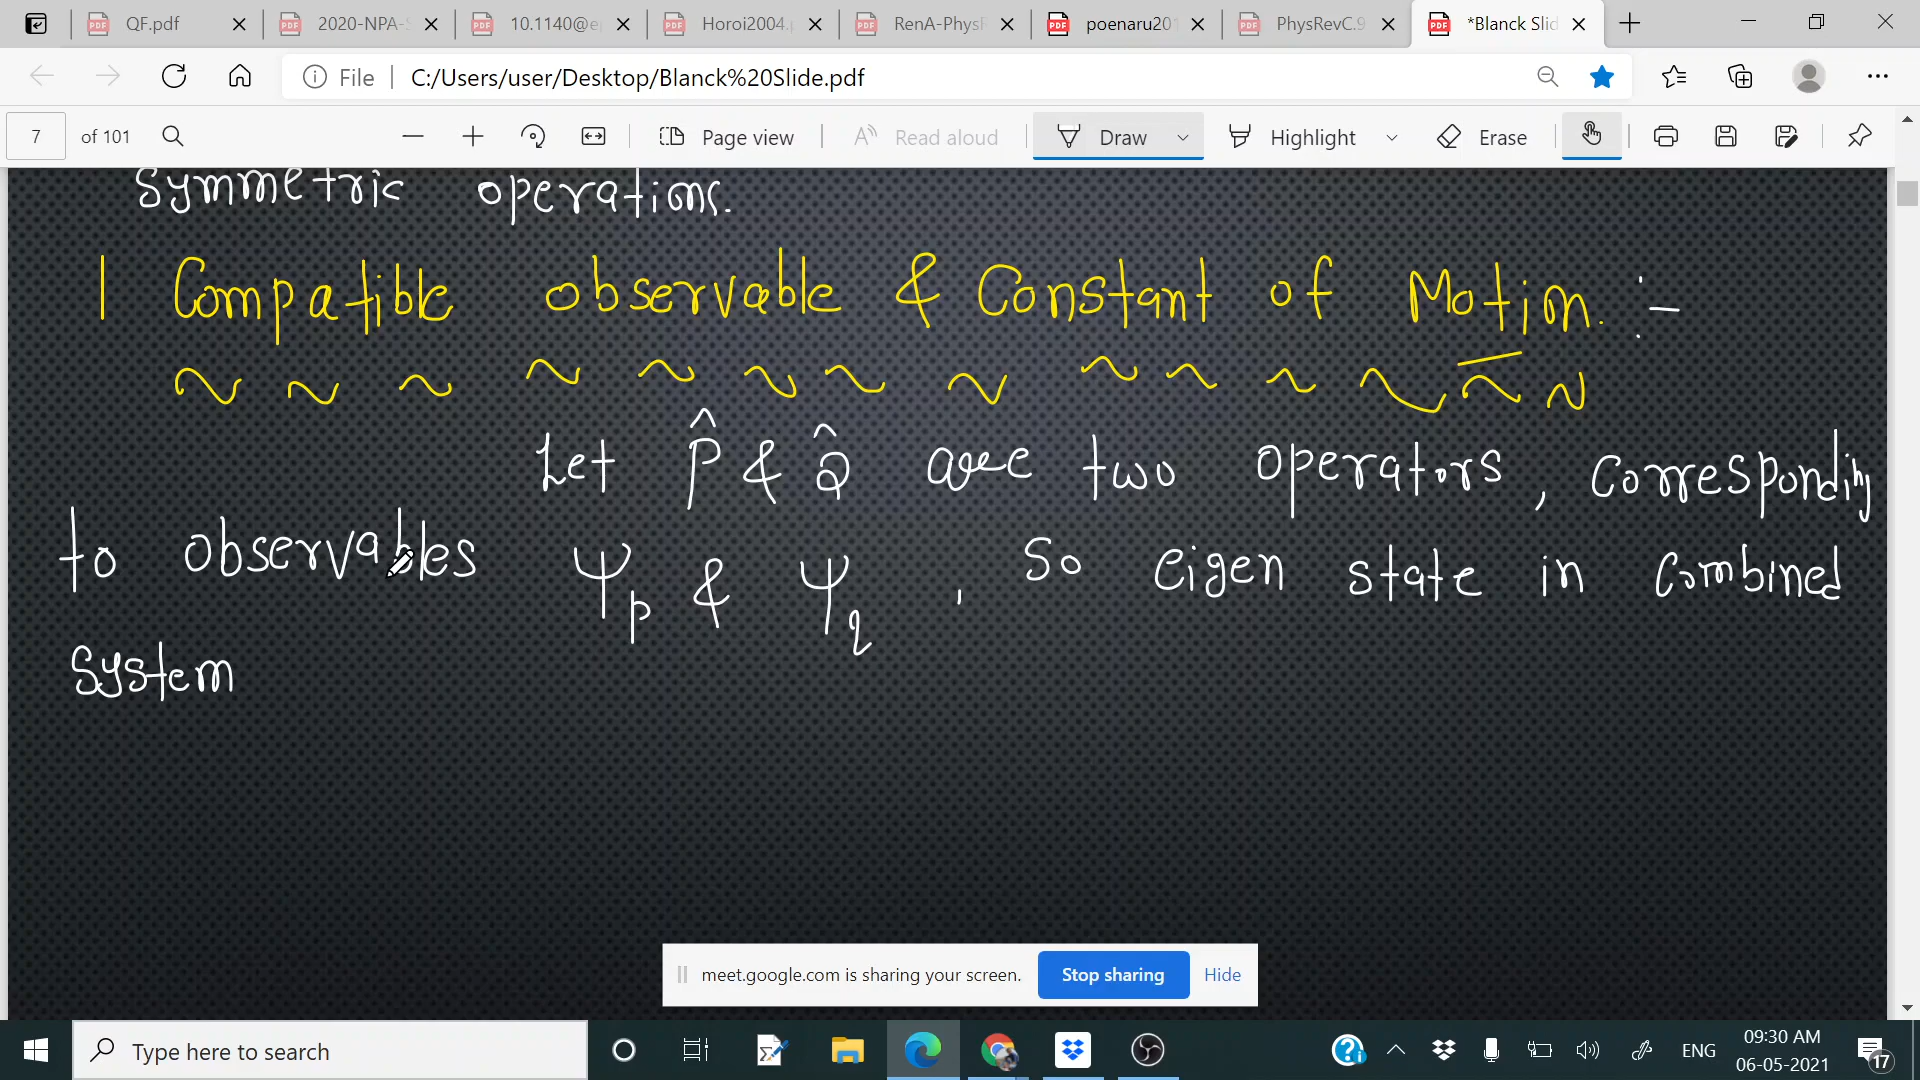 QF.pdf 2020-NPA- 10.1140@e Horoi2004. RenA-Phys poenaru201 PhysRevC.9 *Blanck Slid
File C:/Users/user/Desktop/Blanck%20Slide.pdf
7 of 101 Page view Read aloud Draw Highlight Erase
Symmetric operations.
1 Compatible observable & Constant of Motion. :-
Let P̂ & Q̂ are two operators, corresponding
to observables Ψp & Ψq , So eigen state in combined
system
meet.google.com is sharing your screen. Stop sharing Hide
Type here to search ENG 09:30 AM
06-05-2021 17